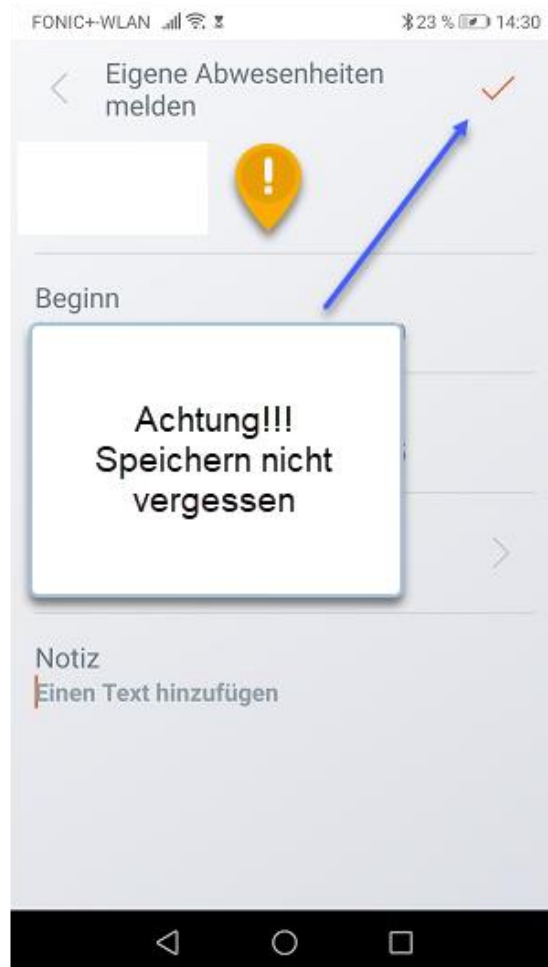 FONIC+-WLAN 23 % 14:30
Eigene Abwesenheiten
melden
!
Beginn
Achtung!!!
Speichern nicht
vergessen
Notiz
Einen Text hinzufügen